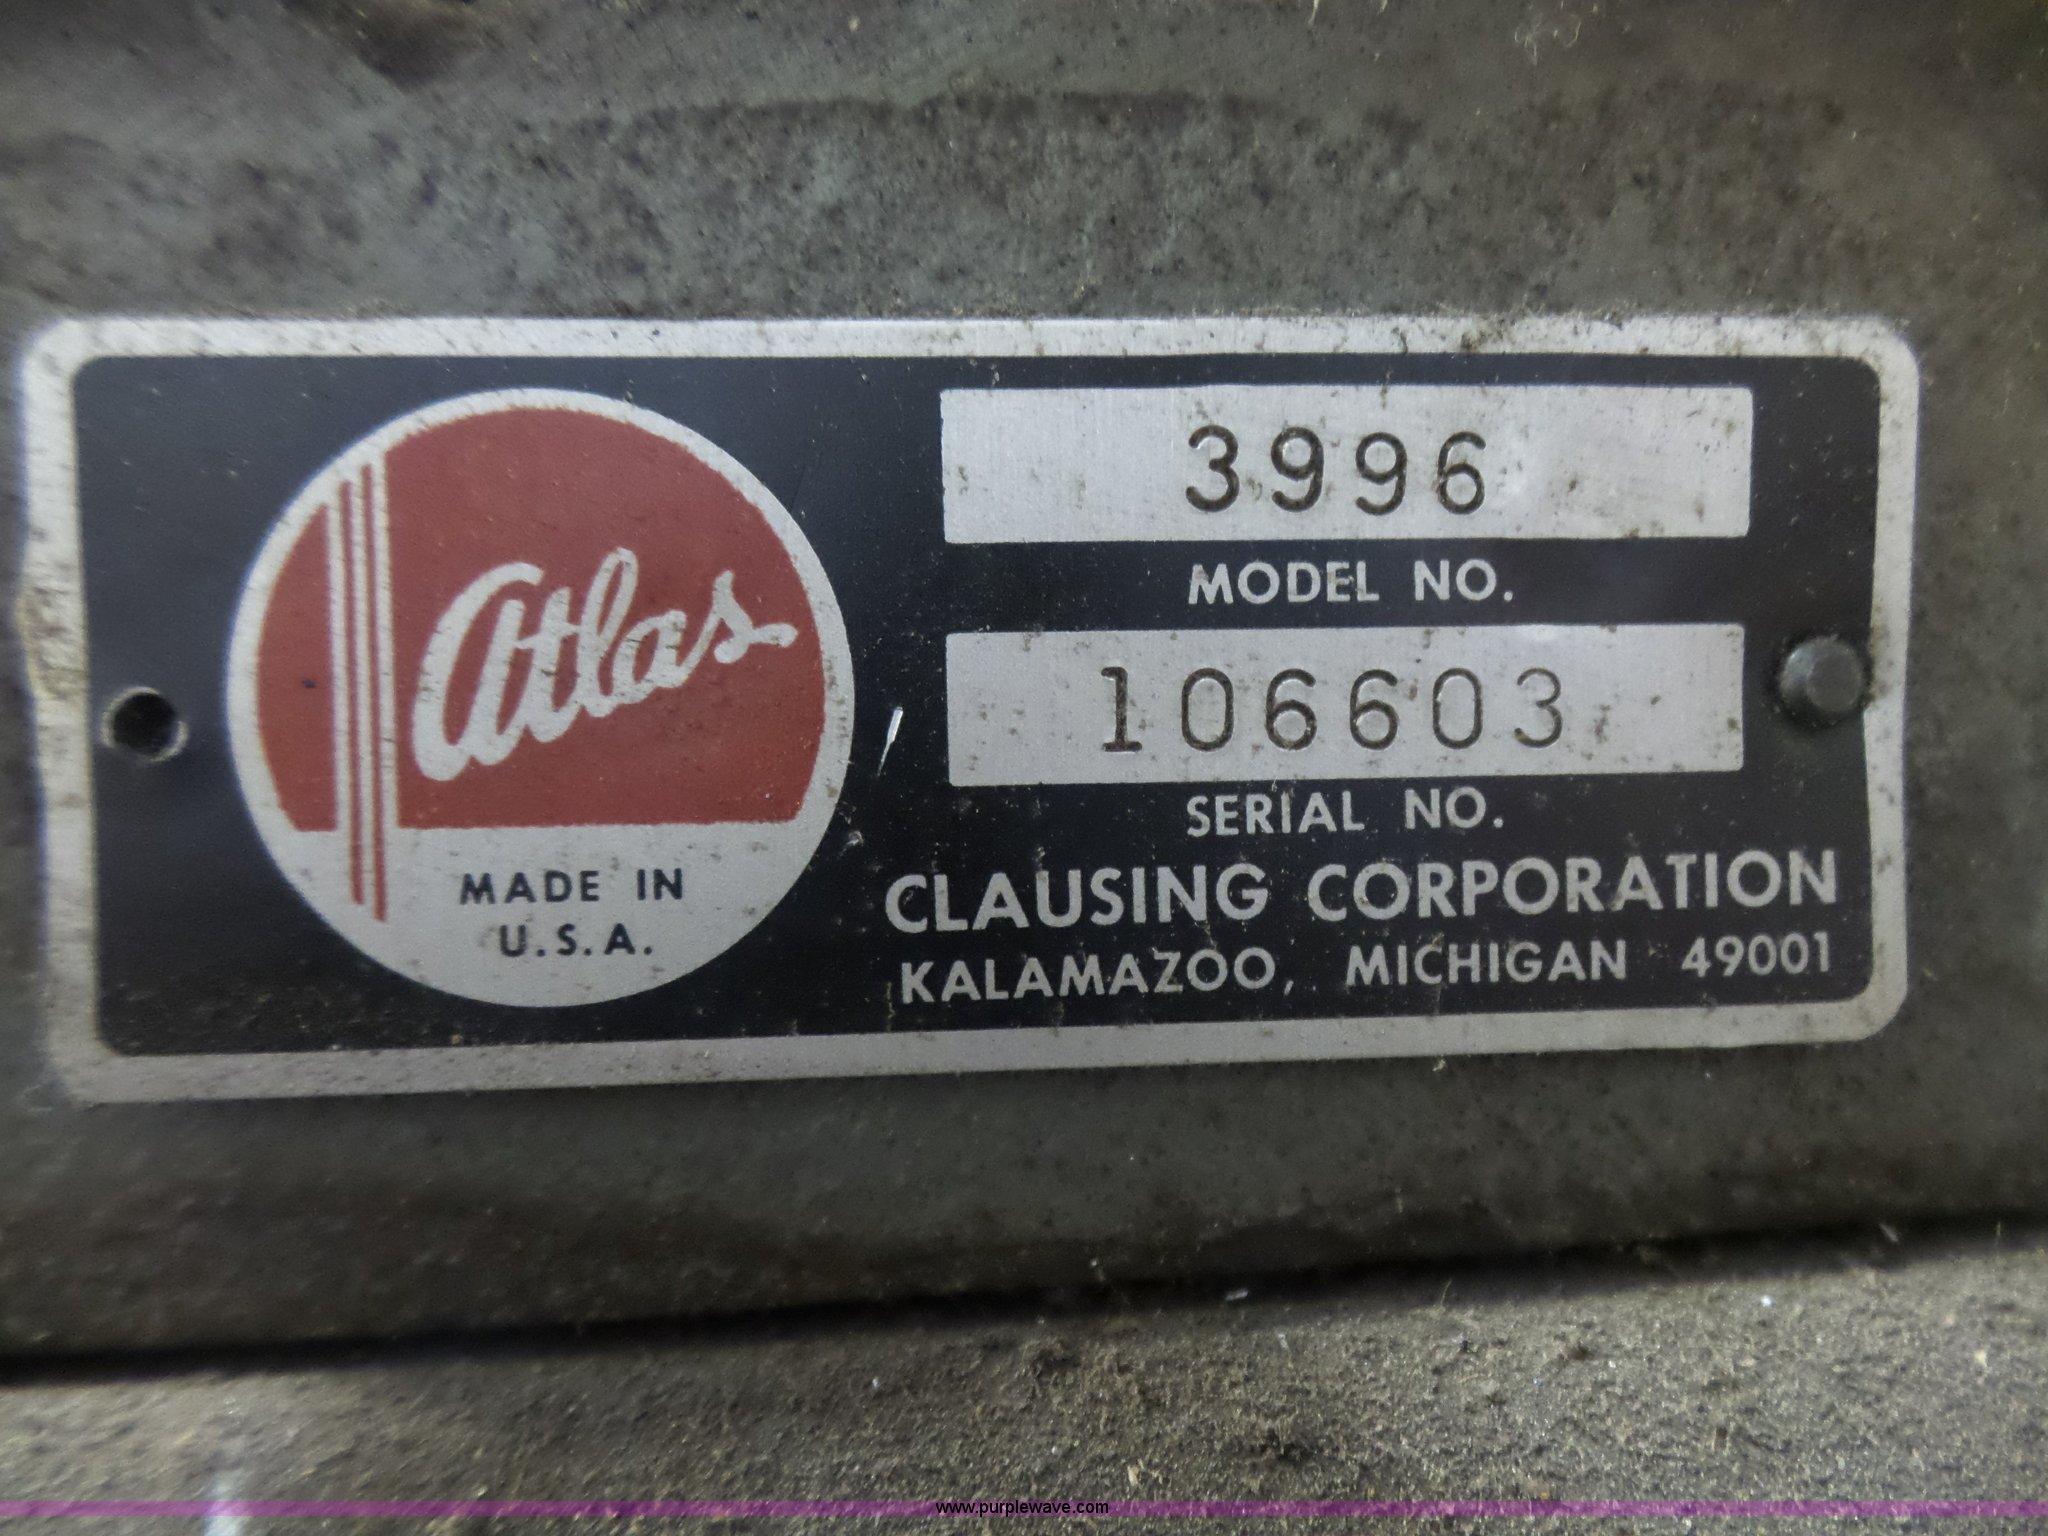 Atlas
MADE IN
U.S.A.
3996
MODEL NO.
106603
SERIAL NO.
CLAUSING CORPORATION
KALAMAZOO, MICHIGAN 49001
www.purplewave.com